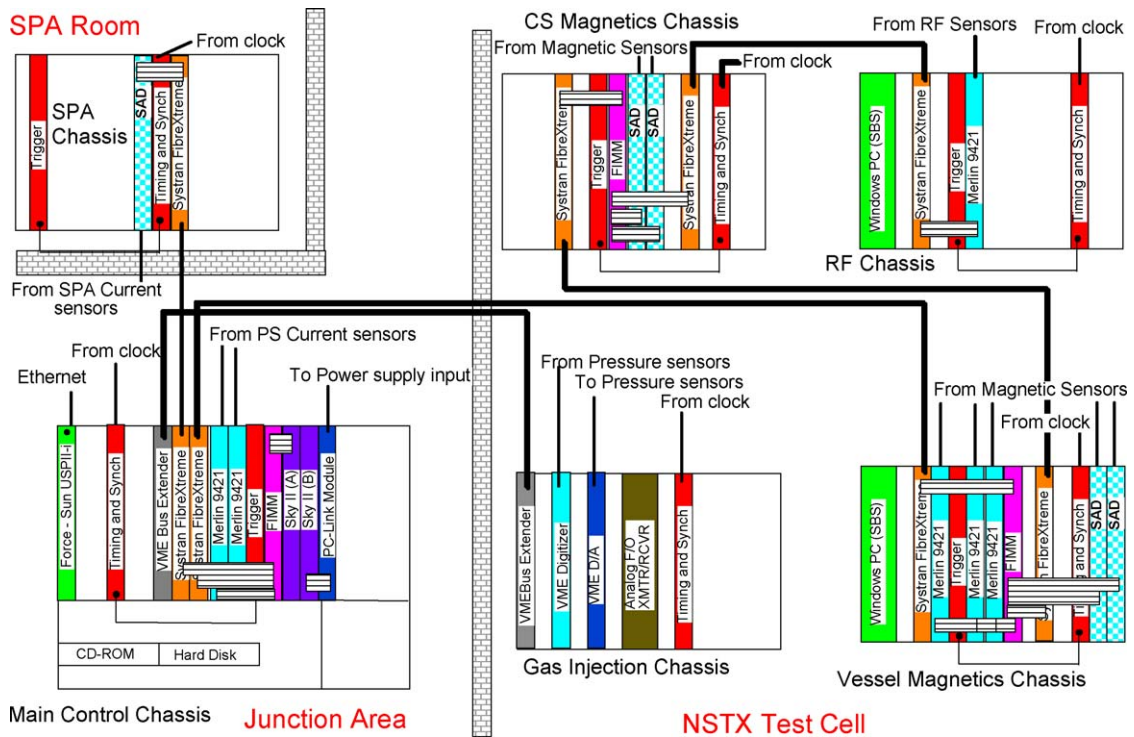 SPA Room
From clock
SPA
Chassis
Trigger
SAD
Timing and Synch
Systran FibreXtreme
From SPA Current
sensors
CS Magnetics Chassis
From Magnetic Sensors
From clock
Systran FibreXtreme
Trigger
FIMM
SAD
SAD
Systran FibreXtreme
Timing and Synch
From RF Sensors
From clock
Windows PC (SBS)
Systran FibreXtreme
Trigger
Merlin 9421
Timing and Synch
RF Chassis
From PS Current sensors
From clock
Ethernet
To Power supply input
Force - Sun USPII-i
Timing and Synch
VME Bus Extender
Systran FibreXtreme
Systran FibreXtreme
Merlin 9421
Merlin 9421
Trigger
FIMM
Sky II (A)
Sky II (B)
PC-Link Module
CD-ROM
Hard Disk
Main Control Chassis
Junction Area
From Pressure sensors
To Pressure sensors
From clock
VMEBus Extender
VME Digitizer
VME D/A
Analog F/O
XMTR/RCVR
Timing and Synch
Gas Injection Chassis
From Magnetic Sensors
From clock
Windows PC (SBS)
Systran FibreXtreme
Merlin 9421
Trigger
Merlin 9421
Merlin 9421
FIMM
FibreXtreme
and Synch
SAD
SAD
Vessel Magnetics Chassis
NSTX Test Cell